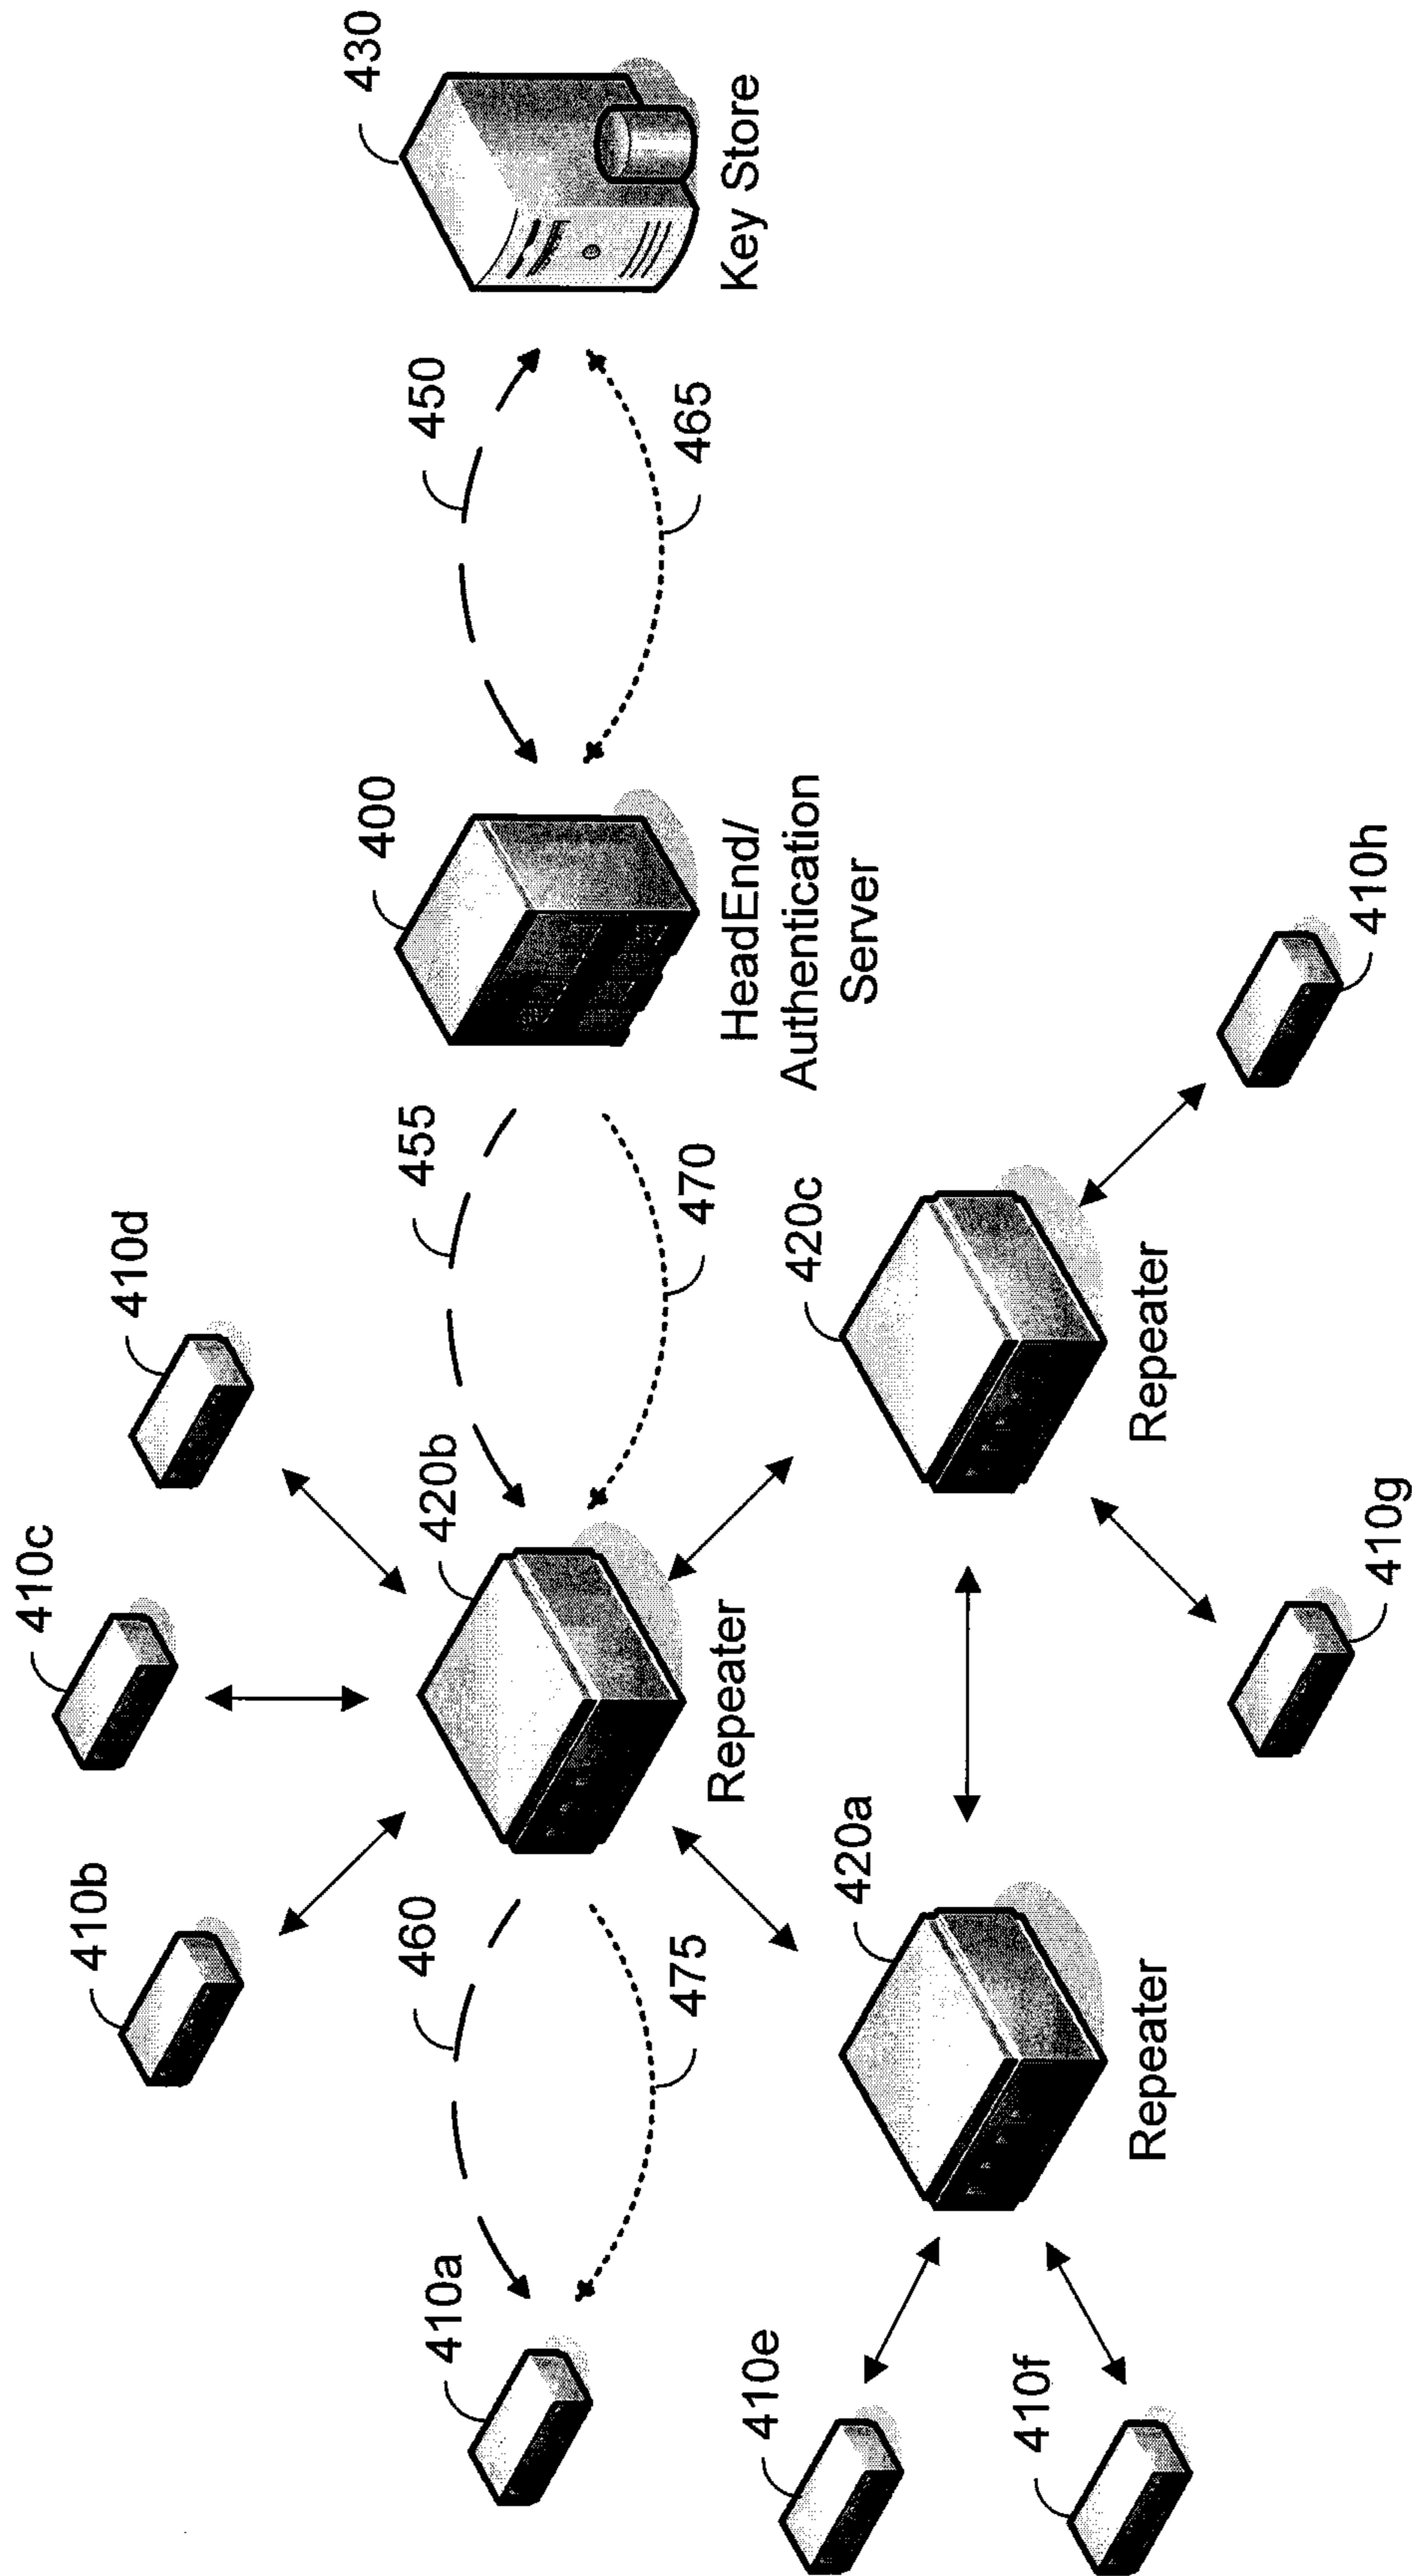 410c
410d
410b
430
450
400
455
420b
460
410a
Key Store
465
HeadEnd/
Authentication
Server
470
Repeater
475
420c
420a
410e
410f
Repeater
Repeater
410h
410g